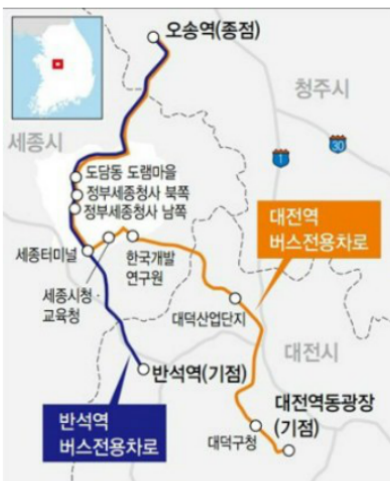 오송역(종점)
청주시
세종시
30
1
도담동 도램마을
정부세종청사 북쪽
정부세종청사 남쪽
대전역
버스전용차로
세종터미널
한국개발
연구원
세종시청·
교육청
대덕산업단지
대전시
반석역(기점)
대전역동광장
(기점)
반석역
버스전용차로
대덕구청